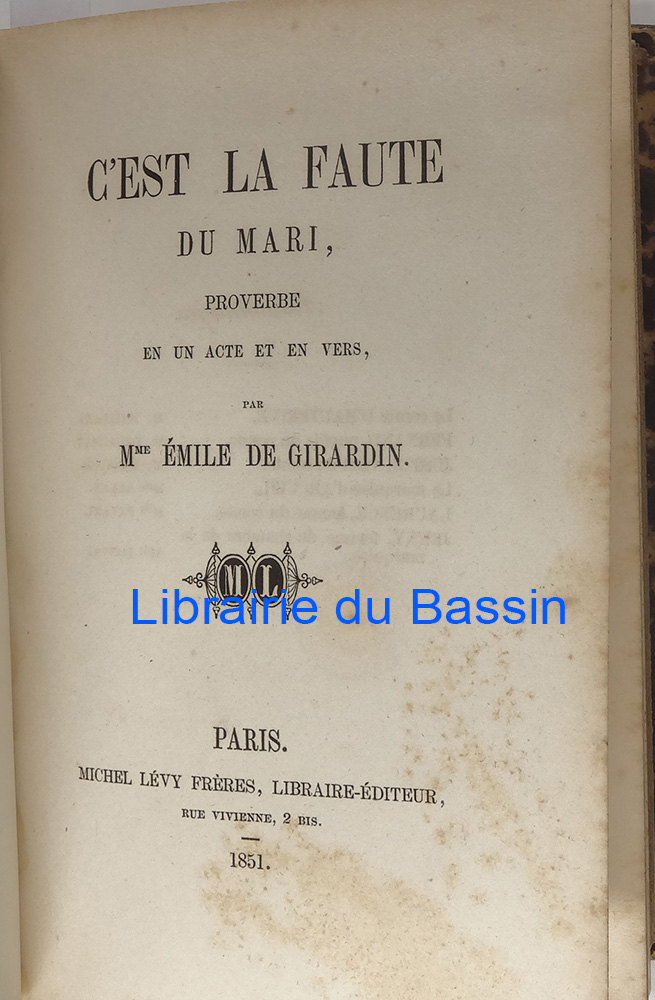 C'EST LA FAUTE
DU MARI,
PROVERBE
EN UN ACTE ET EN VERS,
PAR
MME ÉMILE DE GIRARDIN.
M L
Librairie du Bassin
PARIS.
MICHEL LÉVY FRÈRES, LIBRAIRE-ÉDITEUR,
RUE VIVIENNE, 2 BIS.
1851.